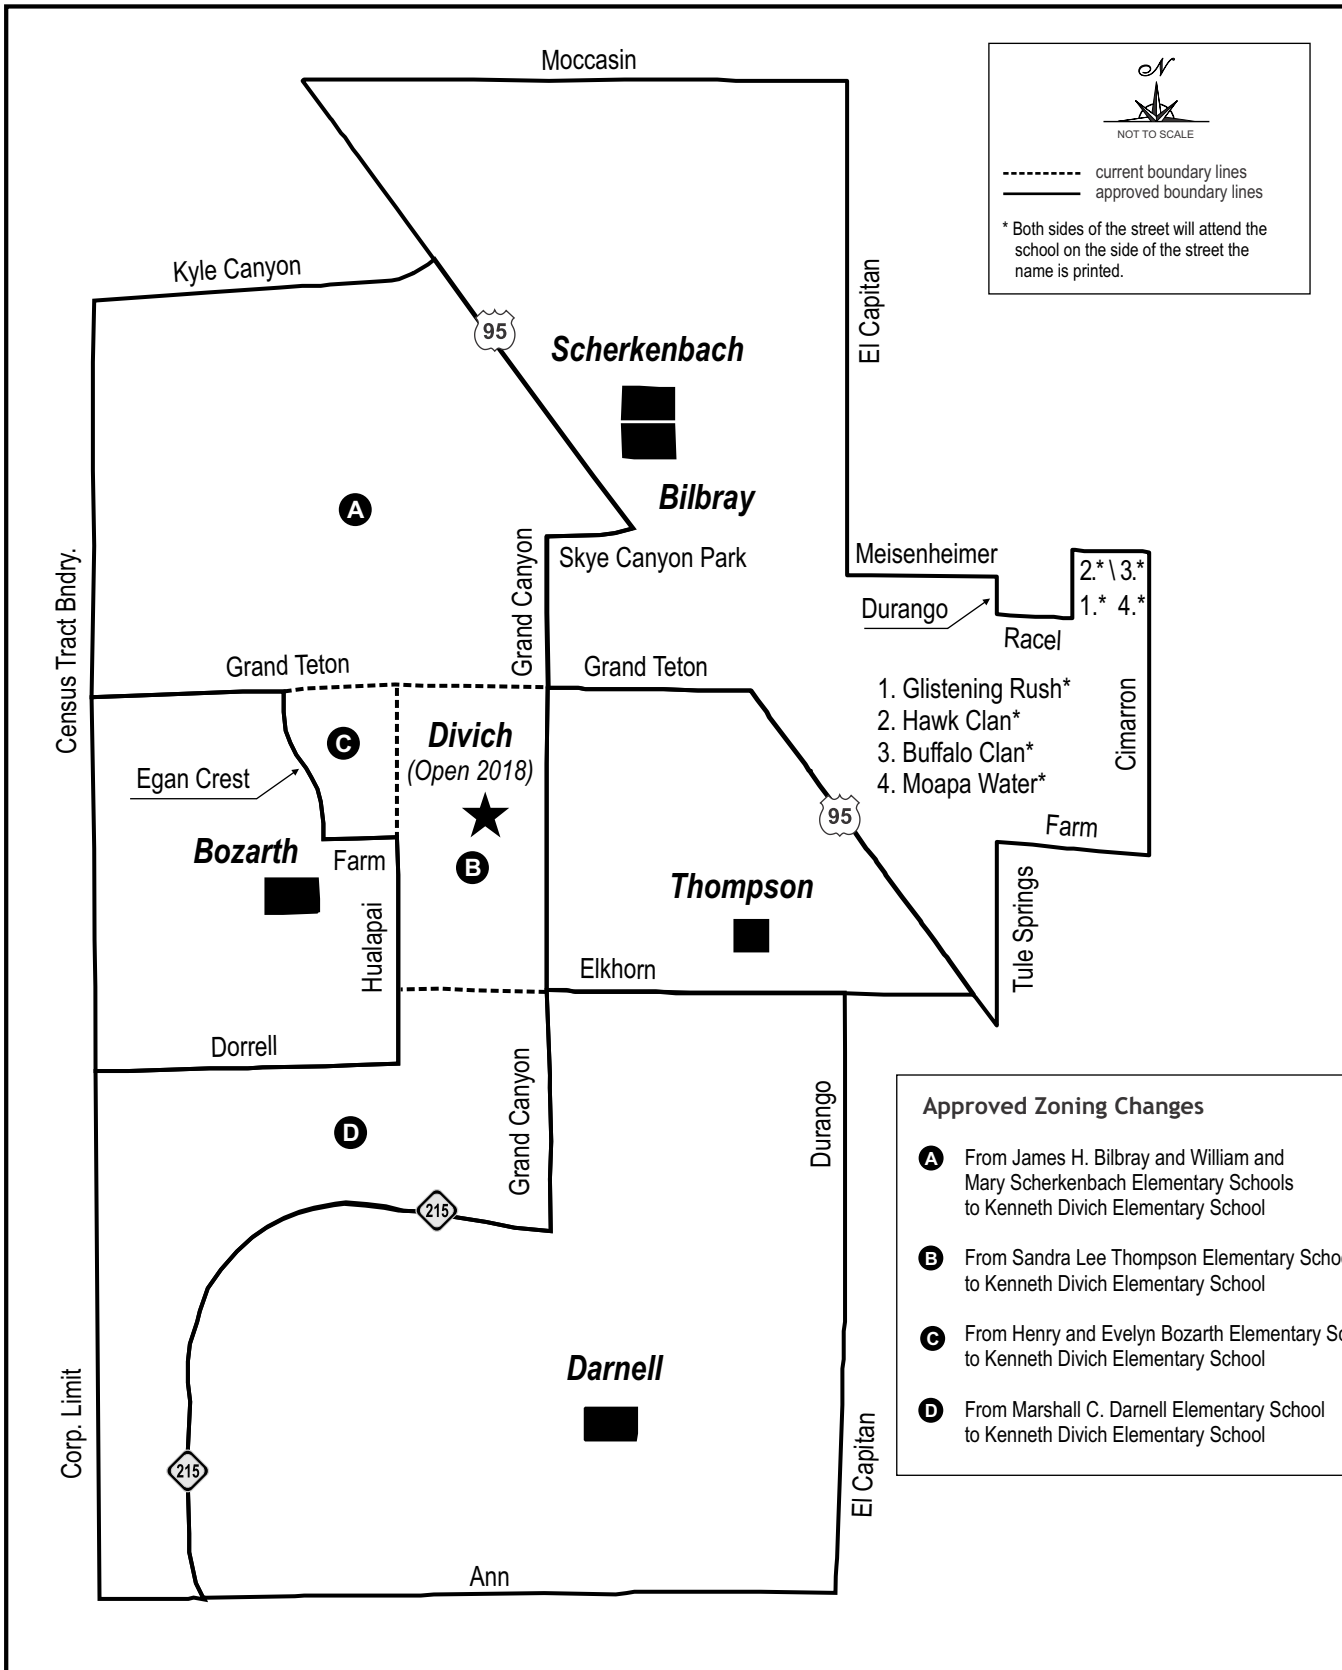 Moccasin
N
NOT TO SCALE
current boundary lines
approved boundary lines
* Both sides of the street will attend the
school on the side of the street the
name is printed.
Kyle Canyon
El Capitan
95
Scherkenbach
Bilbray
A
Census Tract Bndry.
Grand Canyon
Skye Canyon Park
Meisenheimer
2.* \ 3.*
1.* 4.*
Durango
Racel
Grand Teton
Grand Teton
1. Glistening Rush*
2. Hawk Clan*
3. Buffalo Clan*
4. Moapa Water*
Cimarron
C
Divich
(Open 2018)
Egan Crest
95
Farm
Bozarth
Farm
B
Thompson
Hualapai
Tule Springs
Elkhorn
Dorrell
Grand Canyon
Durango
D
215
Approved Zoning Changes
A From James H. Bilbray and William and
Mary Scherkenbach Elementary Schools
to Kenneth Divich Elementary School
B From Sandra Lee Thompson Elementary Schoo
to Kenneth Divich Elementary School
C From Henry and Evelyn Bozarth Elementary Sc
to Kenneth Divich Elementary School
D From Marshall C. Darnell Elementary School
to Kenneth Divich Elementary School
Darnell
Corp. Limit
215
El Capitan
Ann